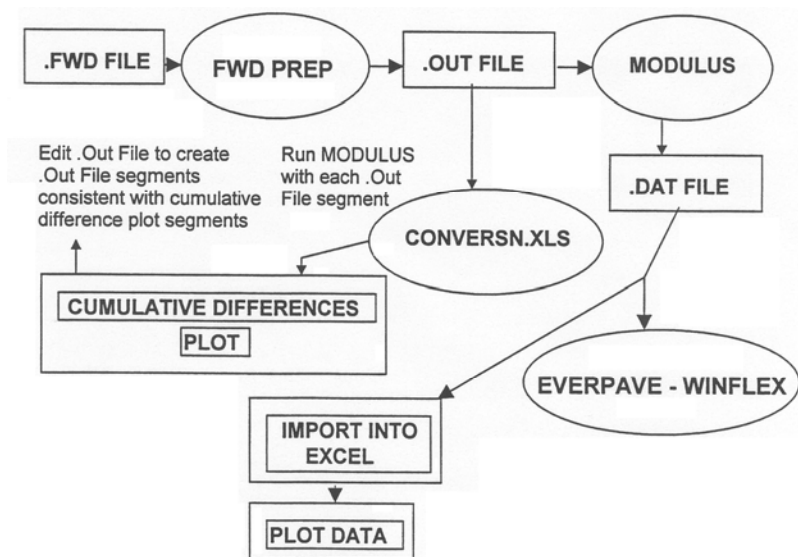 .FWD FILE
FWD PREP
.OUT FILE
MODULUS
Edit .Out File to create
.Out File segments
consistent with cumulative
difference plot segments
Run MODULUS
with each .Out
File segment
.DAT FILE
CONVERSN.XLS
CUMULATIVE DIFFERENCES
PLOT
EVERPAVE - WINFLEX
IMPORT INTO
EXCEL
PLOT DATA